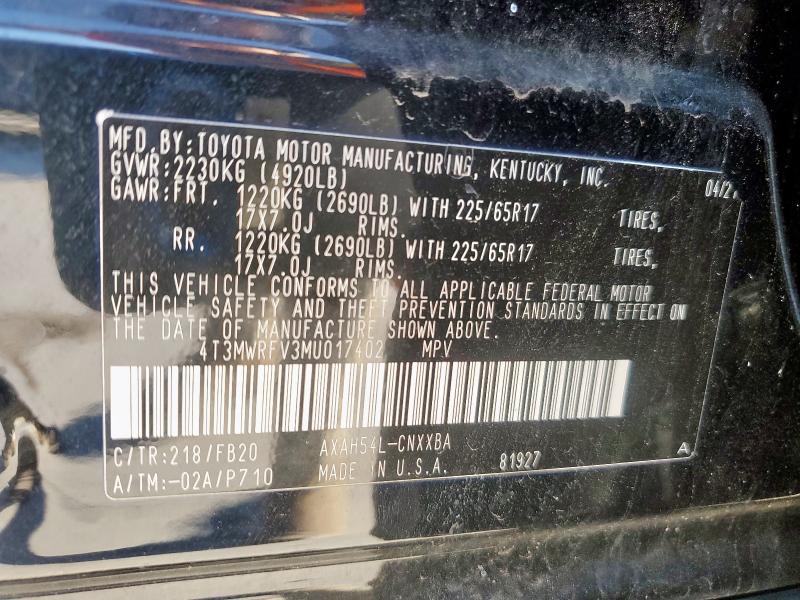 MFD.BY:TOYOTA MOTOR MANUFACTURING, KENTUCKY, INC. 04/21
GVWR:2230KG (4920LB)
GAWR:FRT. 1220KG (2690LB) WITH 225/65R17 TIRES,
17X7.0J RIMS.
RR. 1220KG (2690LB) WITH 225/65R17 TIRES,
17X7.0J RIMS.
THIS VEHICLE CONFORMS TO ALL APPLICABLE FEDERAL MOTOR
VEHICLE SAFETY AND THEFT PREVENTION STANDARDS IN EFFECT ON
THE DATE OF MANUFACTURE SHOWN ABOVE.
4T3MWRFV3MU017402 MPV
C/TR:218/FB20 AXAH54L-CNXXBA
A/TM:-02A/P710 MADE IN U.S.A. 81927 A